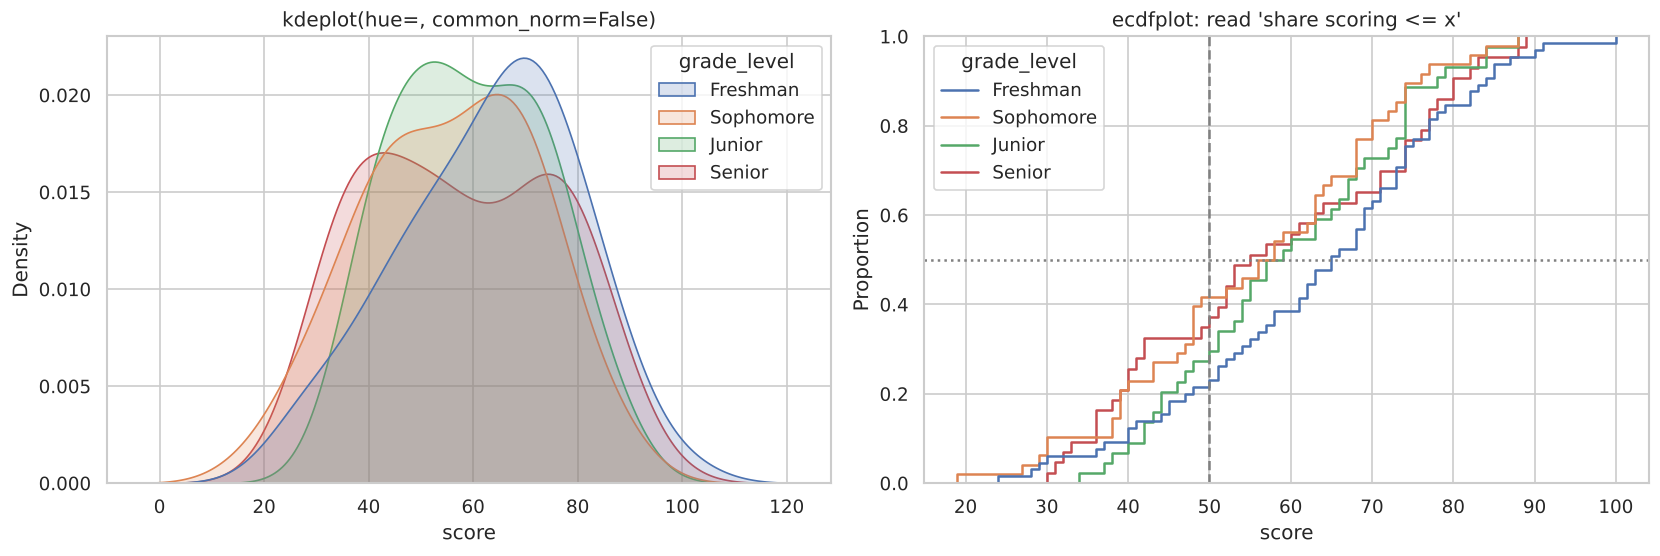 kdeplot(hue=, common_norm=False)
grade_level
Freshman
Sophomore
Junior
Senior
0.020
0.015
0.010
0.005
0.000
Density
0
20
40
60
80
100
120
score
ecdfplot: read 'share scoring <= x'
grade_level
Freshman
Sophomore
Junior
Senior
1.0
0.8
0.6
0.4
0.2
0.0
Proportion
20
30
40
50
60
70
80
90
100
score